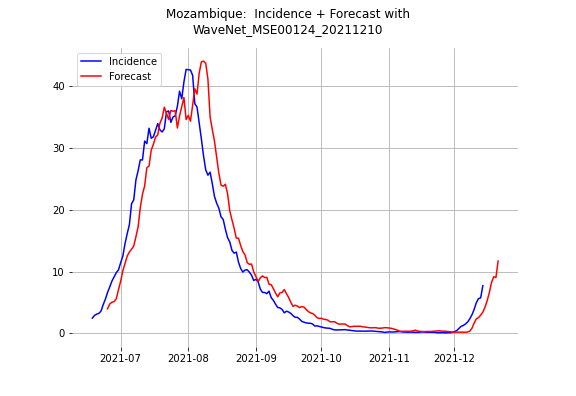 Mozambique:  Incidence + Forecast with
WaveNet_MSE00124_20211210
Incidence
Forecast
40
30
20
10
0
2021-07
2021-08
2021-09
2021-10
2021-11
2021-12